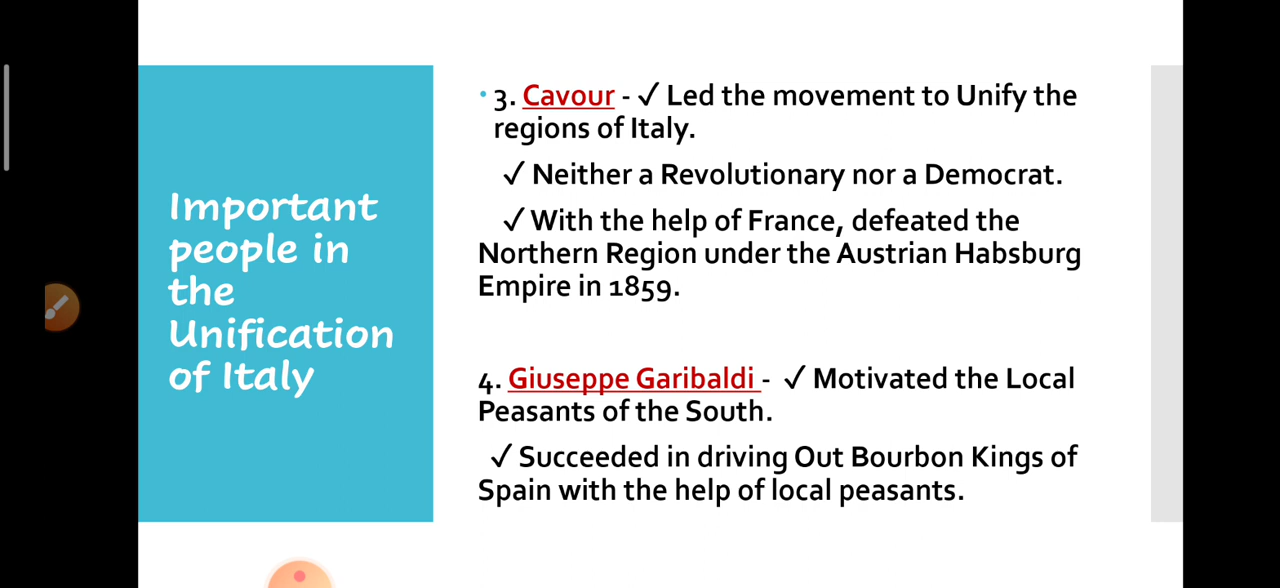 Important
people in
the
Unification
of Italy
• 3. Cavour - ✓ Led the movement to Unify the
regions of Italy.
✓ Neither a Revolutionary nor a Democrat.
✓ With the help of France, defeated the
Northern Region under the Austrian Habsburg
Empire in 1859.
4. Giuseppe Garibaldi - ✓ Motivated the Local
Peasants of the South.
✓ Succeeded in driving Out Bourbon Kings of
Spain with the help of local peasants.